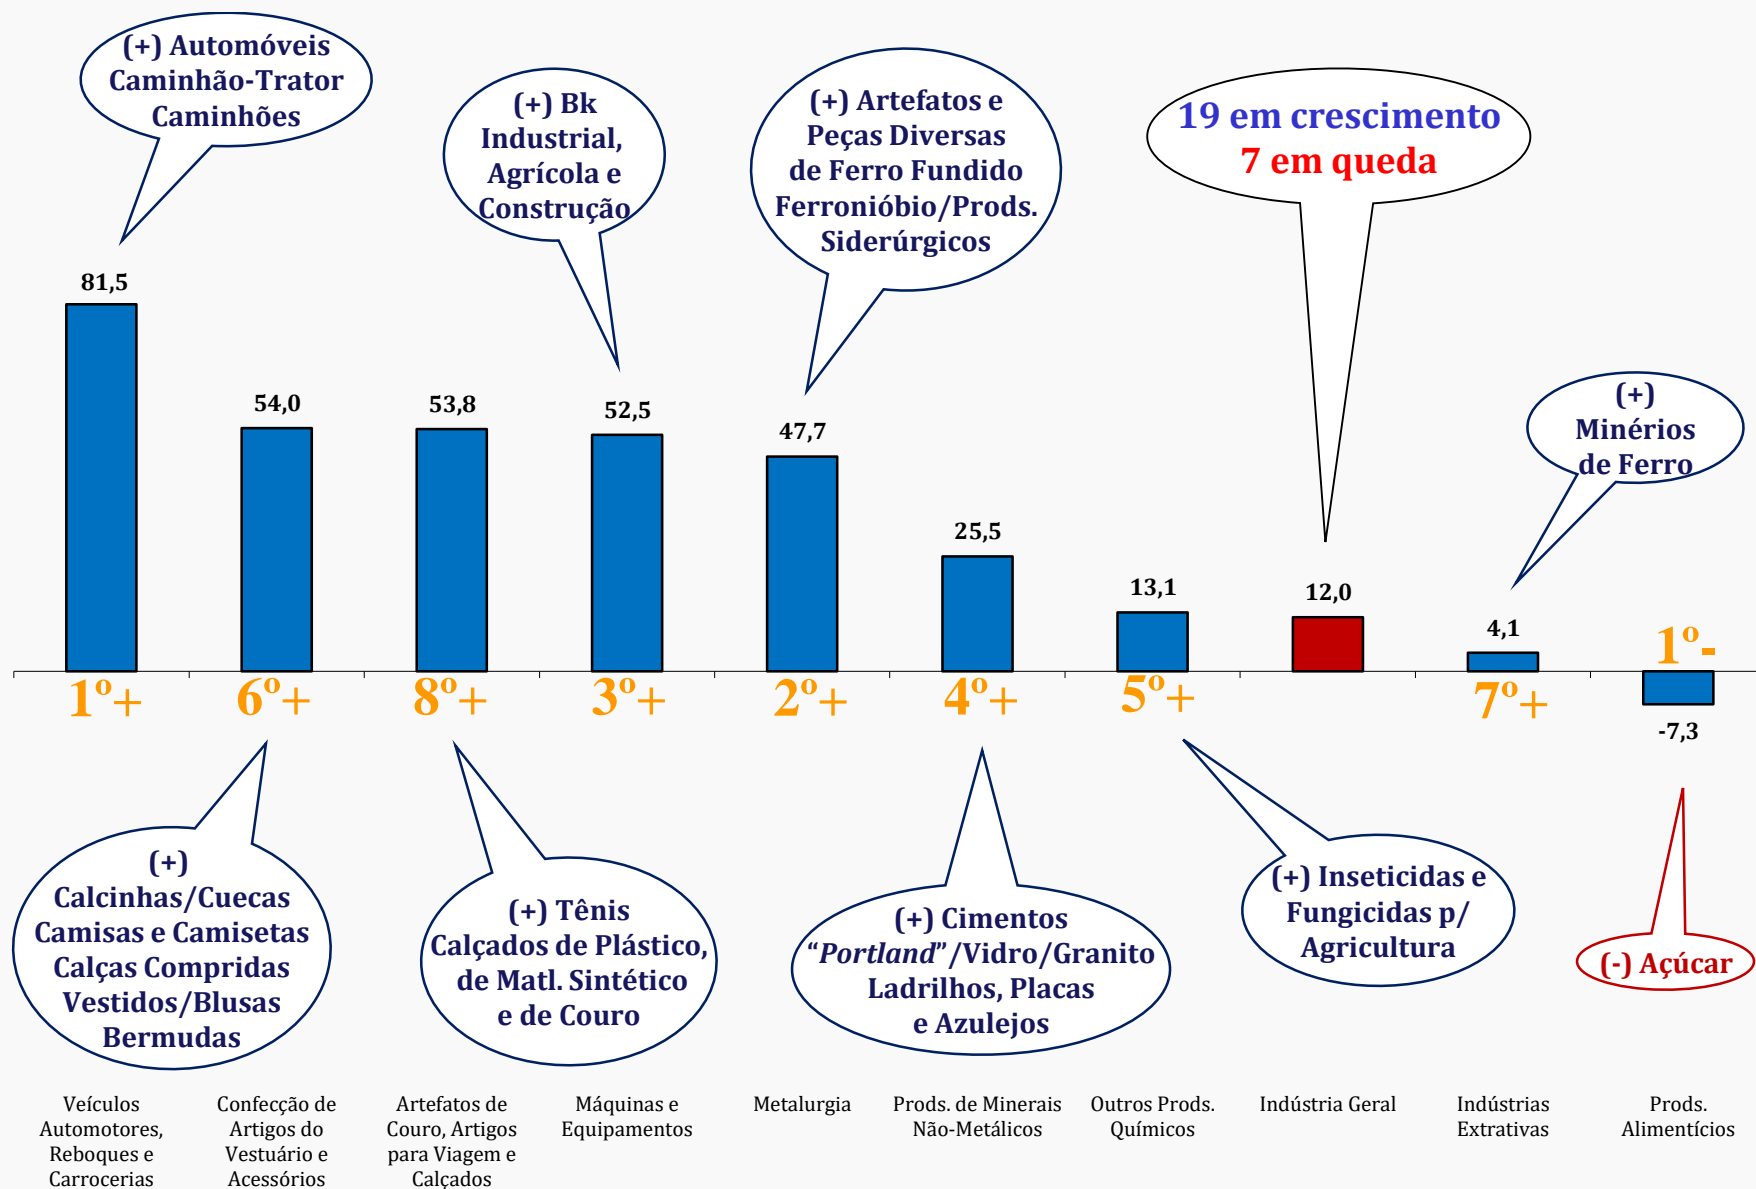 (+) Automóveis
Caminhão-Trator
Caminhões
(+) Bk
Industrial,
Agrícola e
Construção
(+) Artefatos e
Peças Diversas
de Ferro Fundido
Ferronióbio/Prods.
Siderúrgicos
19 em crescimento
7 em queda
(+)
Minérios
de Ferro
81,5
54,0
53,8
52,5
47,7
25,5
13,1
12,0
4,1
-7,3
1º+
6º+
8º+
3º+
2º+
4º+
5º+
7º+
1º-
(+)
Calcinhas/Cuecas
Camisas e Camisetas
Calças Compridas
Vestidos/Blusas
Bermudas
(+) Tênis
Calçados de Plástico,
de Matl. Sintético
e de Couro
(+) Cimentos
“Portland”/Vidro/Granito
Ladrilhos, Placas
e Azulejos
(+) Inseticidas e
Fungicidas p/
Agricultura
(-) Açúcar
Veículos
Automotores,
Reboques e
Carrocerias
Confecção de
Artigos do
Vestuário e
Acessórios
Artefatos de
Couro, Artigos
para Viagem e
Calçados
Máquinas e
Equipamentos
Metalurgia
Prods. de Minerais
Não-Metálicos
Outros Prods.
Químicos
Indústria Geral
Indústrias
Extrativas
Prods.
Alimentícios